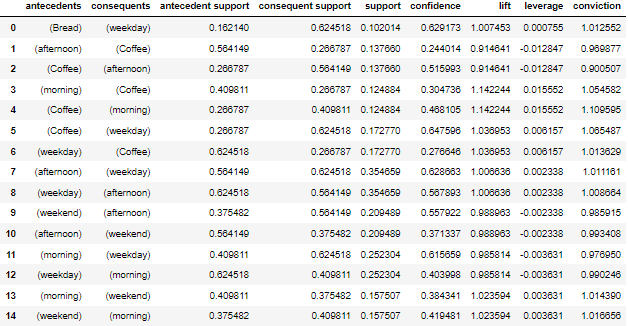 antecedents consequents antecedent support consequent support support confidence lift leverage conviction
0 (Bread) (weekday) 0.162140 0.624518 0.102014 0.629173 1.007453 0.000755 1.012552
1 (afternoon) (Coffee) 0.564149 0.266787 0.137660 0.244014 0.914641 -0.012847 0.969877
2 (Coffee) (afternoon) 0.266787 0.564149 0.137660 0.515993 0.914641 -0.012847 0.900507
3 (morning) (Coffee) 0.409811 0.266787 0.124884 0.304736 1.142244 0.015552 1.054582
4 (Coffee) (morning) 0.266787 0.409811 0.124884 0.468105 1.142244 0.015552 1.109595
5 (Coffee) (weekday) 0.266787 0.624518 0.172770 0.647596 1.036953 0.006157 1.065487
6 (weekday) (Coffee) 0.624518 0.266787 0.172770 0.276646 1.036953 0.006157 1.013629
7 (afternoon) (weekday) 0.564149 0.624518 0.354659 0.628663 1.006636 0.002338 1.011161
8 (weekday) (afternoon) 0.624518 0.564149 0.354659 0.567893 1.006636 0.002338 1.008664
9 (weekend) (afternoon) 0.375482 0.564149 0.209489 0.557922 0.988963 -0.002338 0.985915
10 (afternoon) (weekend) 0.564149 0.375482 0.209489 0.371337 0.988963 -0.002338 0.993408
11 (morning) (weekday) 0.409811 0.624518 0.252304 0.615659 0.985814 -0.003631 0.976950
12 (weekday) (morning) 0.624518 0.409811 0.252304 0.403998 0.985814 -0.003631 0.990246
13 (morning) (weekend) 0.409811 0.375482 0.157507 0.384341 1.023594 0.003631 1.014390
14 (weekend) (morning) 0.375482 0.409811 0.157507 0.419481 1.023594 0.003631 1.016656